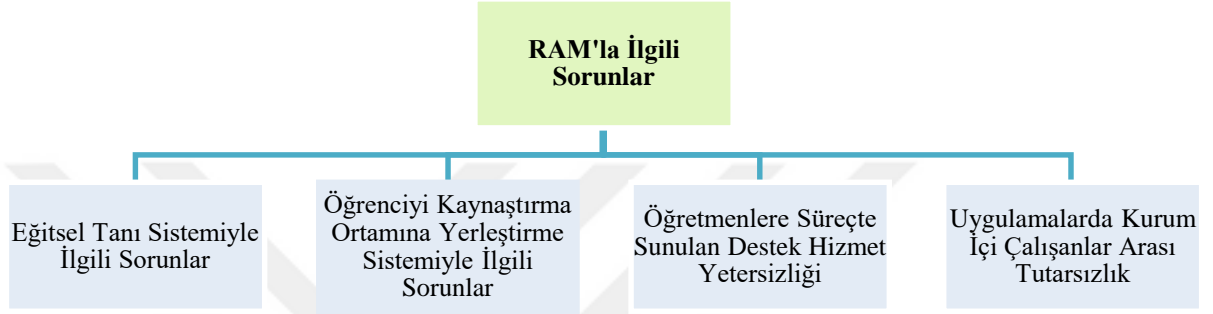 RAM'la İlgili
Sorunlar
Eğitsel Tanı Sistemiyle
İlgili Sorunlar
Öğrenciyi Kaynaştırma
Ortamına Yerleştirme
Sistemiyle İlgili
Sorunlar
Öğretmenlere Süreçte
Sunulan Destek Hizmet
Yetersizliği
Uygulamalarda Kurum
İçi Çalışanlar Arası
Tutarsızlık